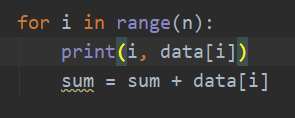 for i in range(n):
    print(i, data[i])
    sum = sum + data[i]